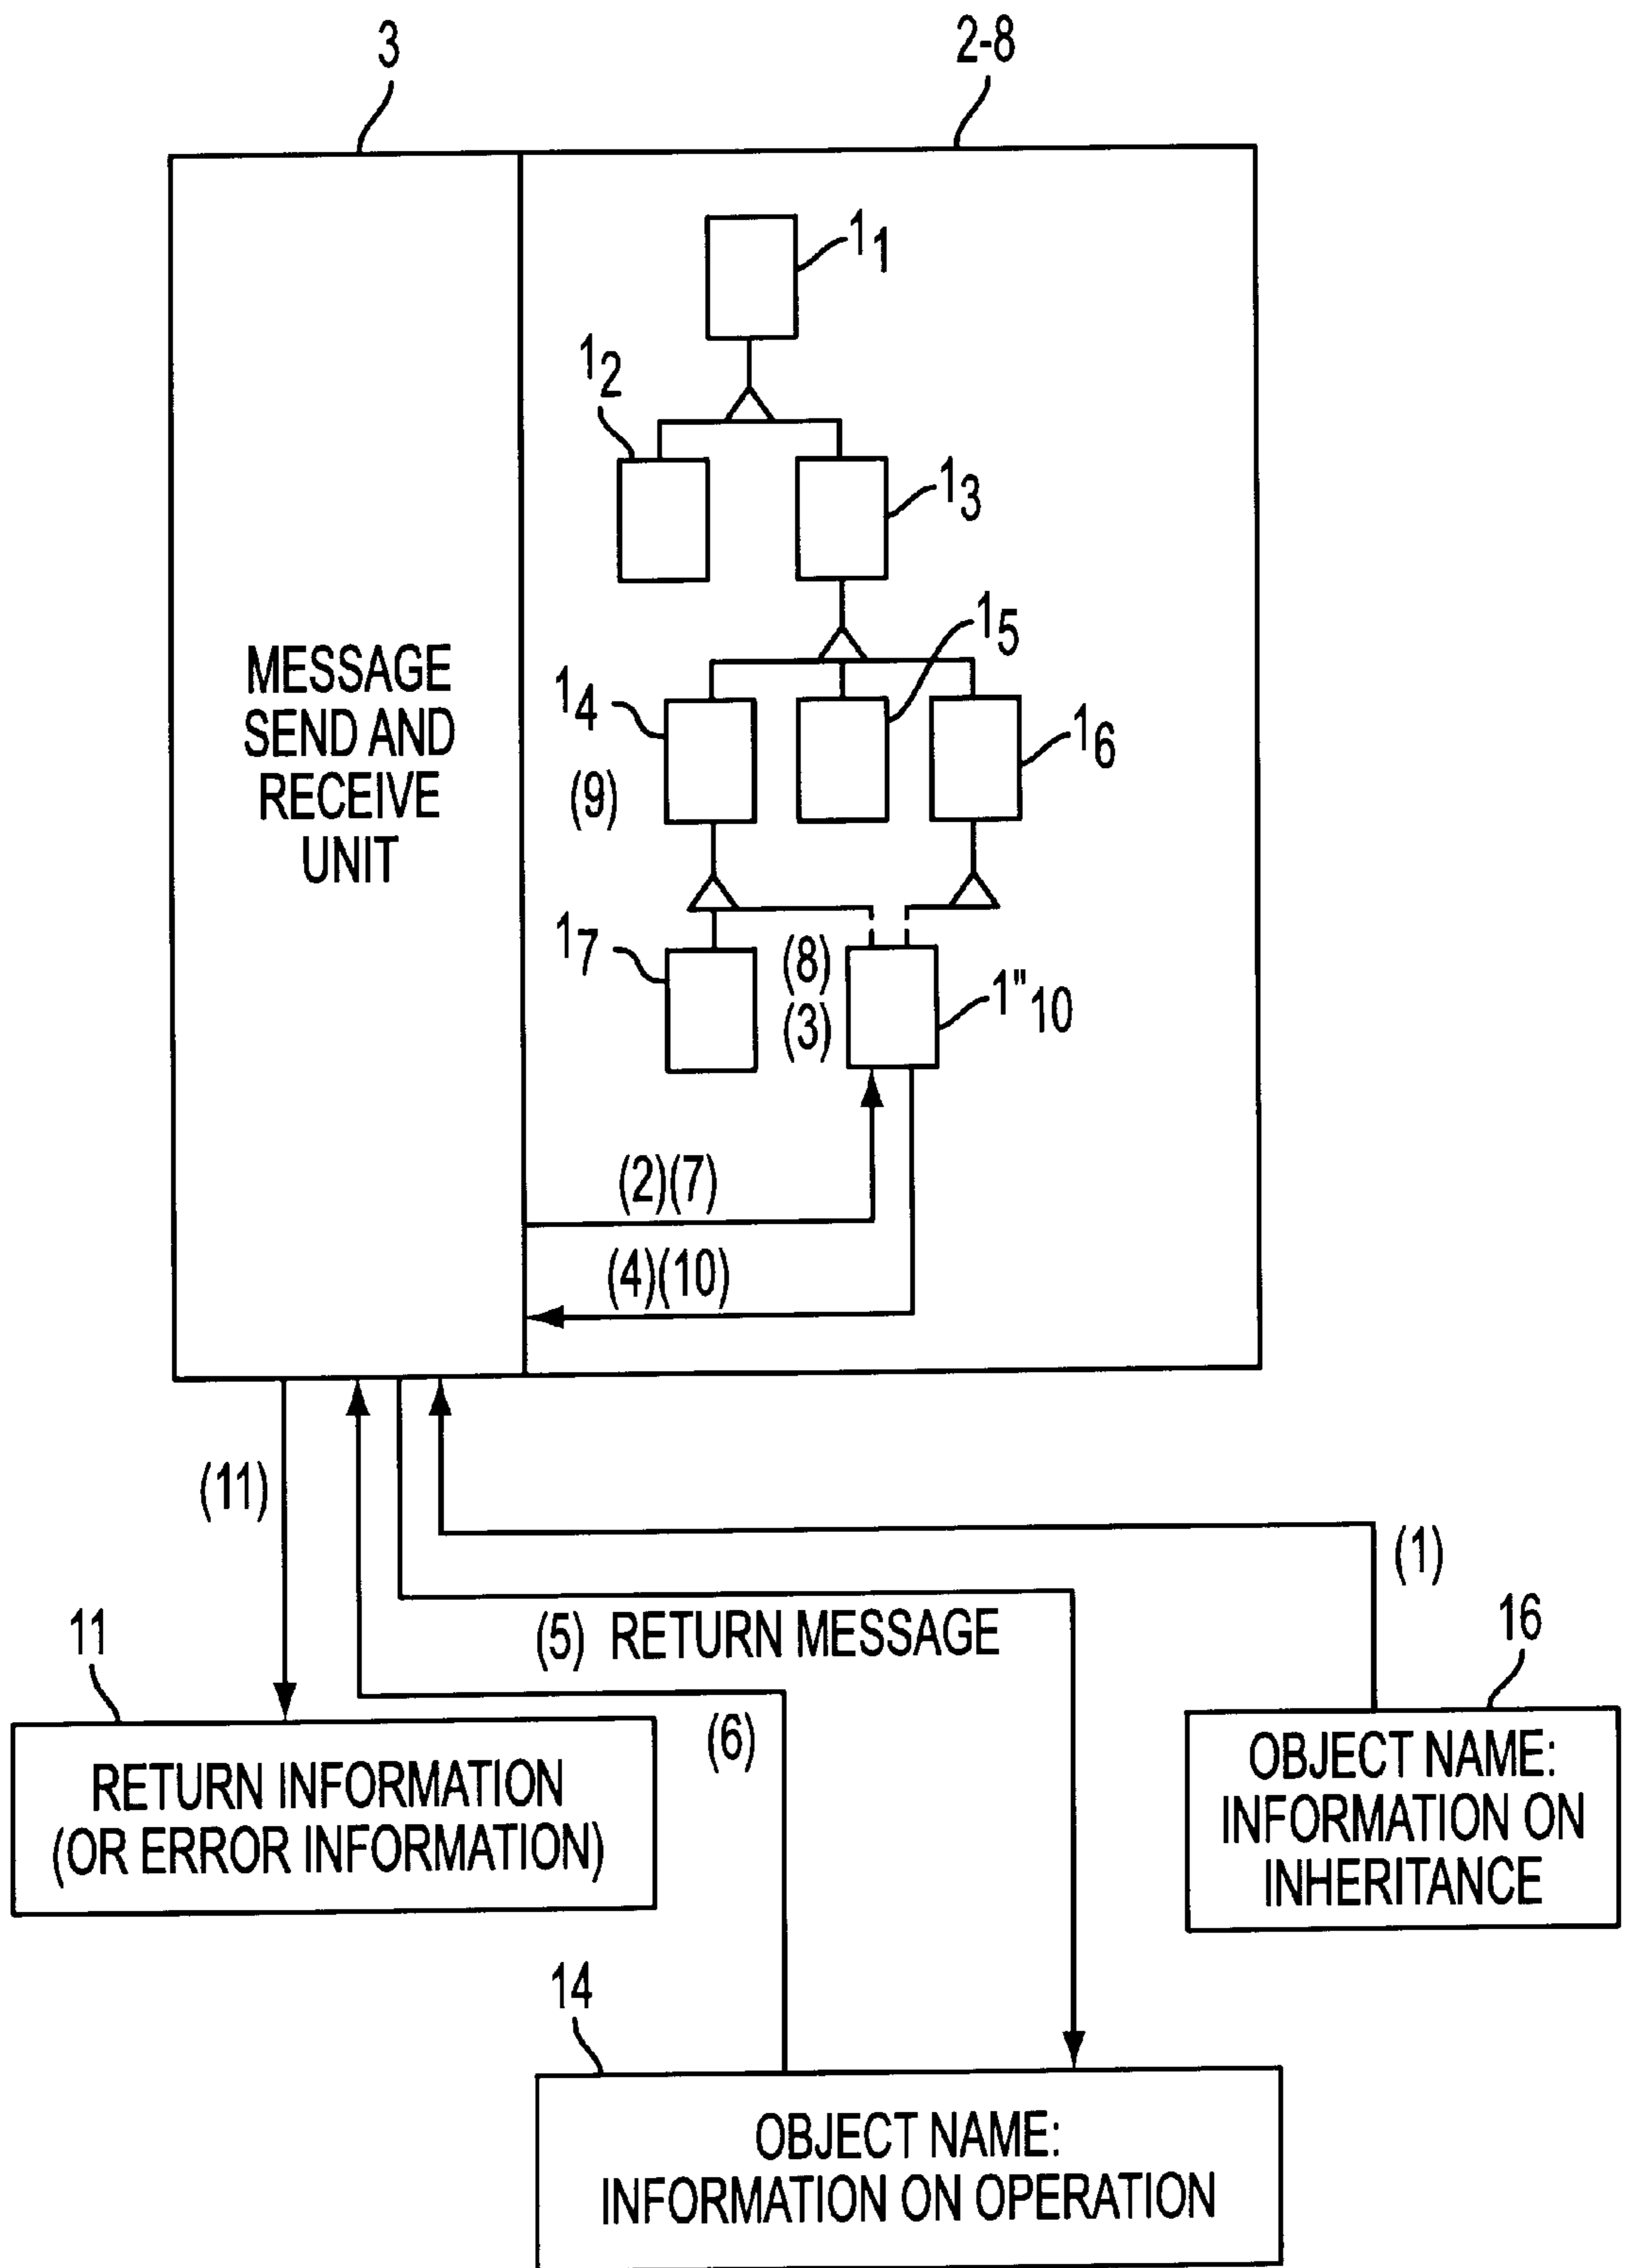 3
2-8
1₁
1₂
1₃
1₅
1₄
1₆
(9)
MESSAGE
SEND AND
RECEIVE
UNIT
1₇
(8)
(3)
1"₁₀
(2)(7)
(4)(10)
(11)
(1)
(5) RETURN MESSAGE
11
16
(6)
RETURN INFORMATION
(OR ERROR INFORMATION)
OBJECT NAME:
INFORMATION ON
INHERITANCE
14
OBJECT NAME:
INFORMATION ON OPERATION